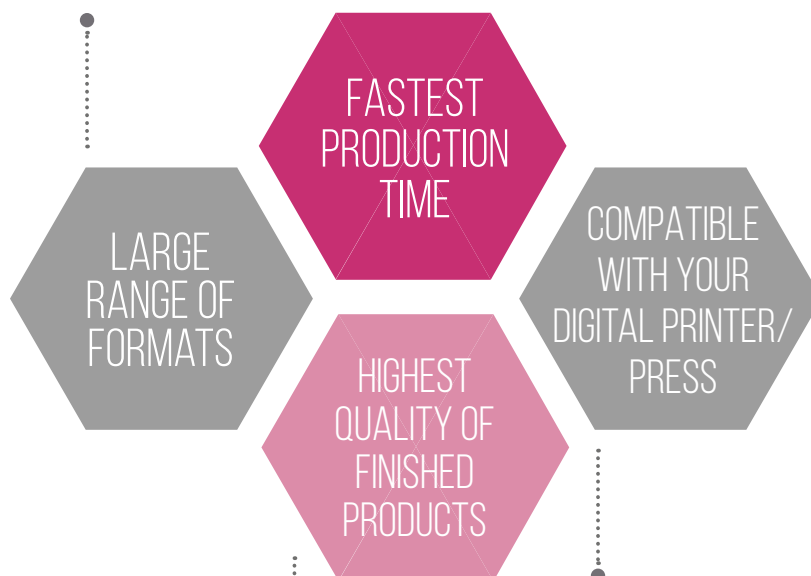 FASTEST
PRODUCTION
TIME
LARGE
RANGE OF
FORMATS
COMPATIBLE
WITH YOUR
DIGITAL PRINTER/
PRESS
HIGHEST
QUALITY OF
FINISHED
PRODUCTS